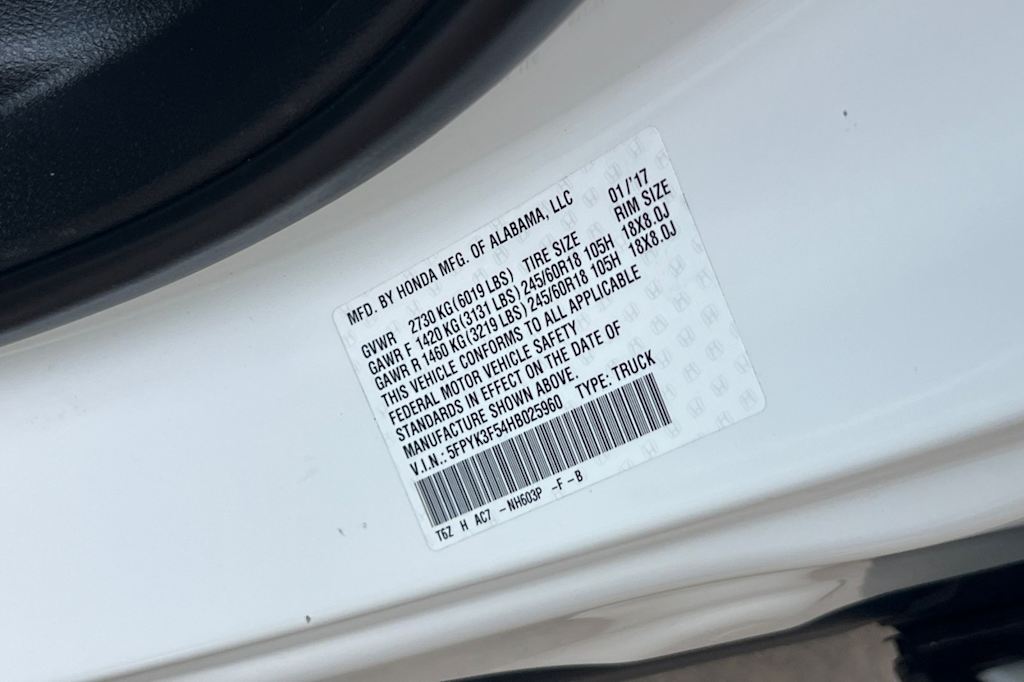 MFD. BY HONDA MFG. OF ALABAMA, LLC 01/'17
GVWR 2730 KG(6019 LBS) TIRE SIZE RIM SIZE
GAWR F 1420 KG(3131 LBS) 245/60R18 105H 18X8.0J
GAWR R 1460 KG(3219 LBS) 245/60R18 105H 18X8.0J
THIS VEHICLE CONFORMS TO ALL APPLICABLE
FEDERAL MOTOR VEHICLE SAFETY
STANDARDS IN EFFECT ON THE DATE OF
MANUFACTURE SHOWN ABOVE.
V.I.N.: 5FPYK3F54HB025960 TYPE: TRUCK
T6Z H AC7 -NH603P -F -B